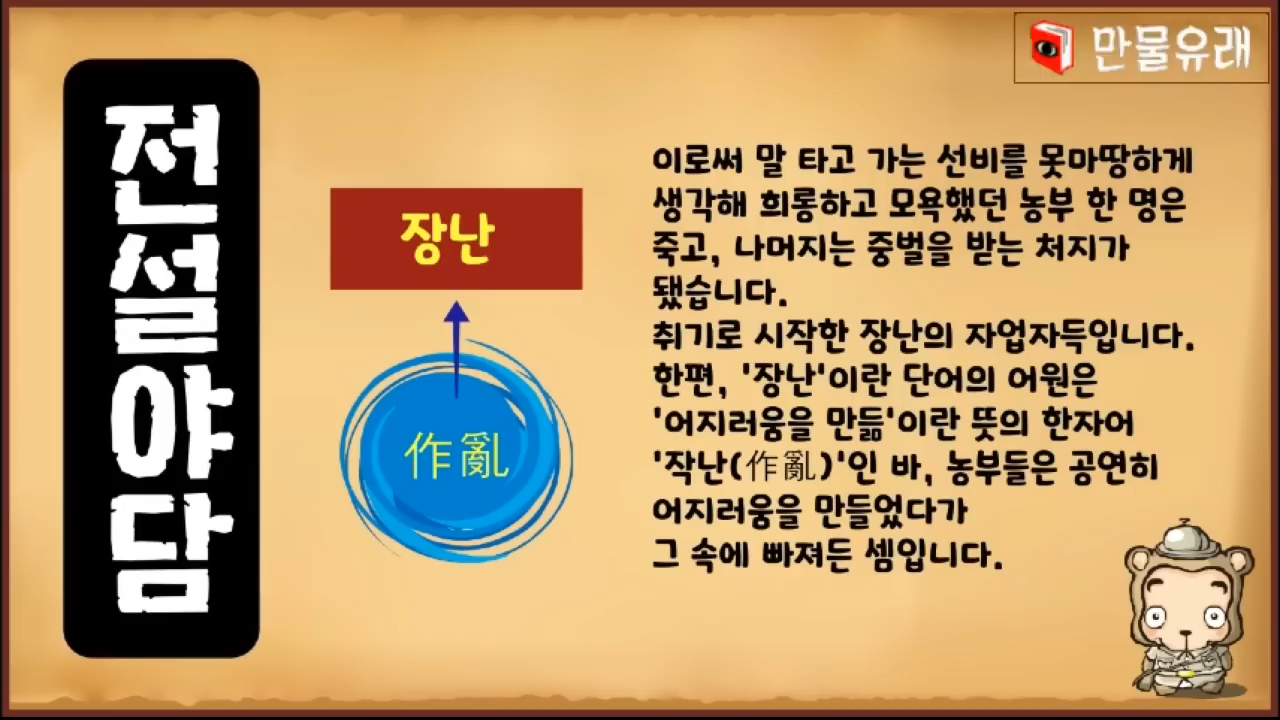 만물유래
전설야담
장난
作亂
이로써 말 타고 가는 선비를 못마땅하게
생각해 희롱하고 모욕했던 농부 한 명은
죽고, 나머지는 중벌을 받는 처지가
됐습니다.
취기로 시작한 장난의 자업자득입니다.
한편, '장난'이란 단어의 어원은
'어지러움을 만듦'이란 뜻의 한자어
'작난(作亂)'인 바, 농부들은 공연히
어지러움을 만들었다가
그 속에 빠져든 셈입니다.